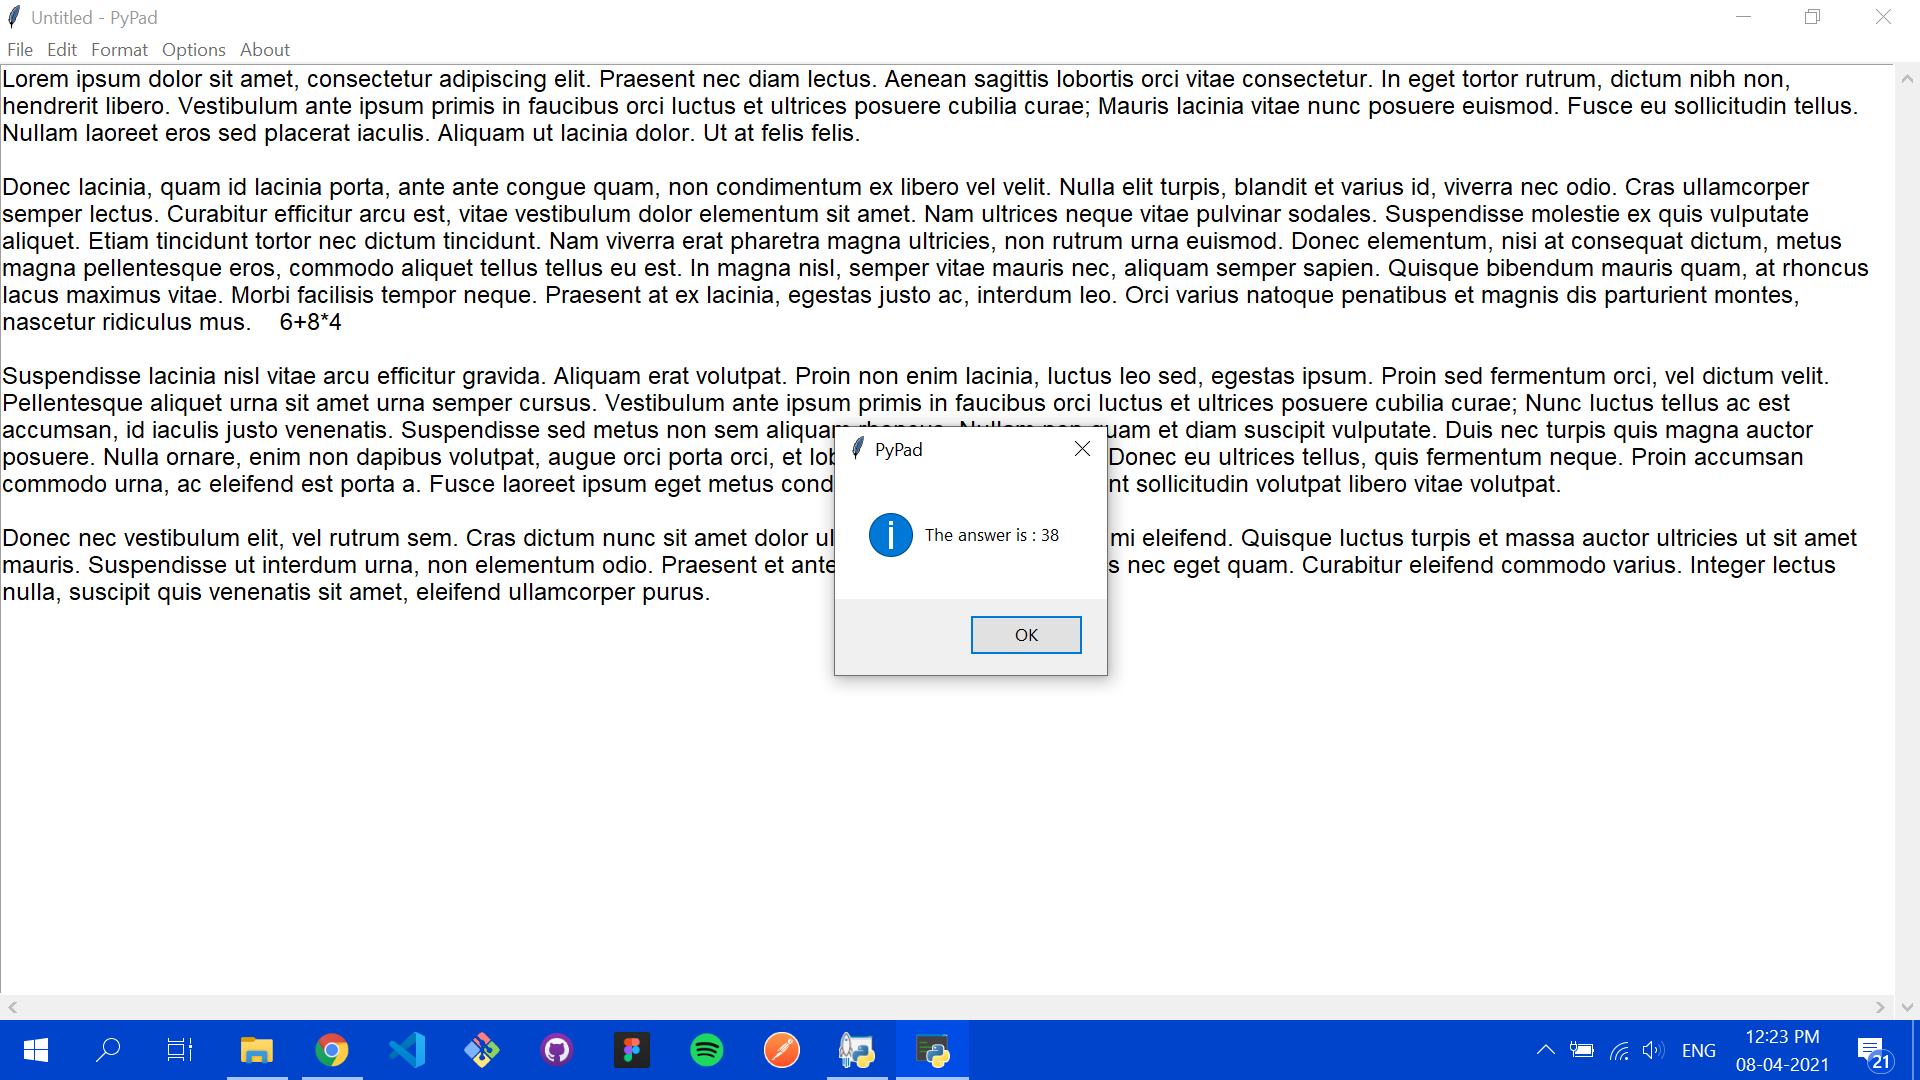 Untitled - PyPad
File Edit Format Options About
Lorem ipsum dolor sit amet, consectetur adipiscing elit. Praesent nec diam lectus. Aenean sagittis lobortis orci vitae consectetur. In eget tortor rutrum, dictum nibh non,
hendrerit libero. Vestibulum ante ipsum primis in faucibus orci luctus et ultrices posuere cubilia curae; Mauris lacinia vitae nunc posuere euismod. Fusce eu sollicitudin tellus.
Nullam laoreet eros sed placerat iaculis. Aliquam ut lacinia dolor. Ut at felis felis.
Donec lacinia, quam id lacinia porta, ante ante congue quam, non condimentum ex libero vel velit. Nulla elit turpis, blandit et varius id, viverra nec odio. Cras ullamcorper
semper lectus. Curabitur efficitur arcu est, vitae vestibulum dolor elementum sit amet. Nam ultrices neque vitae pulvinar sodales. Suspendisse molestie ex quis vulputate
aliquet. Etiam tincidunt tortor nec dictum tincidunt. Nam viverra erat pharetra magna ultricies, non rutrum urna euismod. Donec elementum, nisi at consequat dictum, metus
magna pellentesque eros, commodo aliquet tellus tellus eu est. In magna nisl, semper vitae mauris nec, aliquam semper sapien. Quisque bibendum mauris quam, at rhoncus
lacus maximus vitae. Morbi facilisis tempor neque. Praesent at ex lacinia, egestas justo ac, interdum leo. Orci varius natoque penatibus et magnis dis parturient montes,
nascetur ridiculus mus. 6+8*4
Suspendisse lacinia nisl vitae arcu efficitur gravida. Aliquam erat volutpat. Proin non enim lacinia, luctus leo sed, egestas ipsum. Proin sed fermentum orci, vel dictum velit.
Pellentesque aliquet urna sit amet urna semper cursus. Vestibulum ante ipsum primis in faucibus orci luctus et ultrices posuere cubilia curae; Nunc luctus tellus ac est
accumsan, id iaculis justo venenatis. Suspendisse sed metus non sem aliquam quam et diam suscipit vulputate. Duis nec turpis quis magna auctor
posuere. Nulla ornare, enim non dapibus volutpat, augue orci porta orci, et Donec eu ultrices tellus, quis fermentum neque. Proin accumsan
commodo urna, ac eleifend est porta a. Fusce laoreet ipsum eget metus cond nt sollicitudin volutpat libero vitae volutpat.
Donec nec vestibulum elit, vel rutrum sem. Cras dictum nunc sit amet dolor ul mi eleifend. Quisque luctus turpis et massa auctor ultricies ut sit amet
mauris. Suspendisse ut interdum urna, non elementum odio. Praesent et ante s nec eget quam. Curabitur eleifend commodo varius. Integer lectus
nulla, suscipit quis venenatis sit amet, eleifend ullamcorper purus.
PyPad
The answer is : 38
OK
ENG
12:23 PM
08-04-2021
21